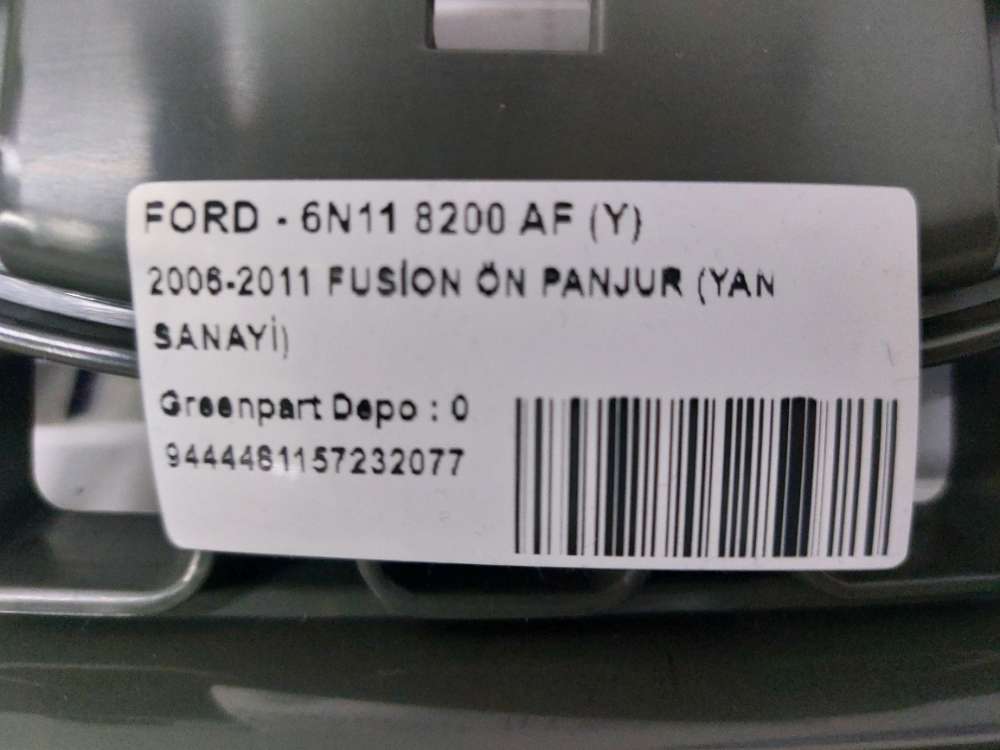 FORD - 6N11 8200 AF (Y)
2006-2011 FUSİON ÖN PANJUR (YAN
SANAYİ)
Greenpart Depo : 0
9444461157232077